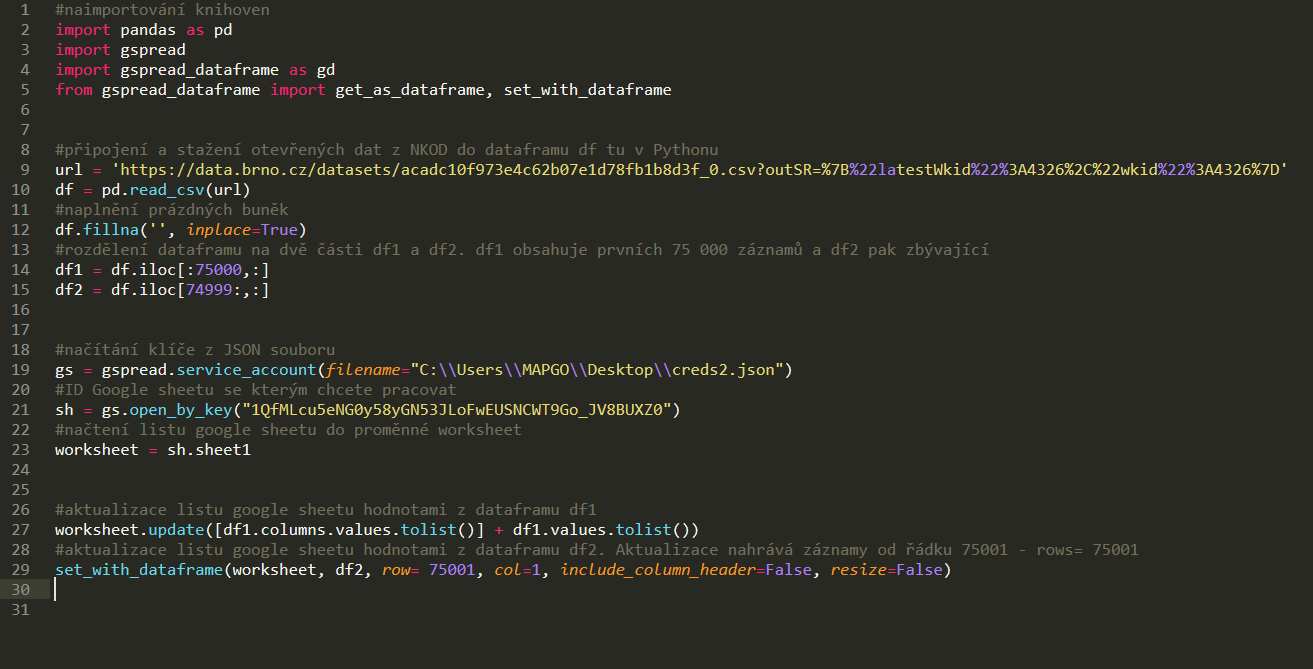 1 #naimportování knihoven
2 import pandas as pd
3 import gspread
4 import gspread_dataframe as gd
5 from gspread_dataframe import get_as_dataframe, set_with_dataframe
6
7
8 #připojení a stažení otevřených dat z NKOD do dataframu df tu v Pythonu
9 url = 'https://data.brno.cz/datasets/acadc10f973e4c62b07e1d78fb1b8d3f_0.csv?outSR=%7B%22latestWkid%22%3A4326%2C%22wkid%22%3A4326%7D'
10 df = pd.read_csv(url)
11 #naplnění prázdných buněk
12 df.fillna('', inplace=True)
13 #rozdělení dataframu na dvě části df1 a df2. df1 obsahuje prvních 75 000 záznamů a df2 pak zbývající
14 df1 = df.iloc[:75000,:]
15 df2 = df.iloc[74999:,:]
16
17
18 #načítání klíče z JSON souboru
19 gs = gspread.service_account(filename="C:\\Users\\MAPGO\\Desktop\\creds2.json")
20 #ID Google sheetu se kterým chcete pracovat
21 sh = gs.open_by_key("1QfMLcu5eNG0y58yGN53JLoFwEUSNCWT9Go_JV8BUXZ0")
22 #načtení listu google sheetu do proměnné worksheet
23 worksheet = sh.sheet1
24
25
26 #aktualizace listu google sheetu hodnotami z dataframu df1
27 worksheet.update([df1.columns.values.tolist()] + df1.values.tolist())
28 #aktualizace listu google sheetu hodnotami z dataframu df2. Aktualizace nahrává záznamy od řádku 75001 - rows= 75001
29 set_with_dataframe(worksheet, df2, row= 75001, col=1, include_column_header=False, resize=False)
30
31